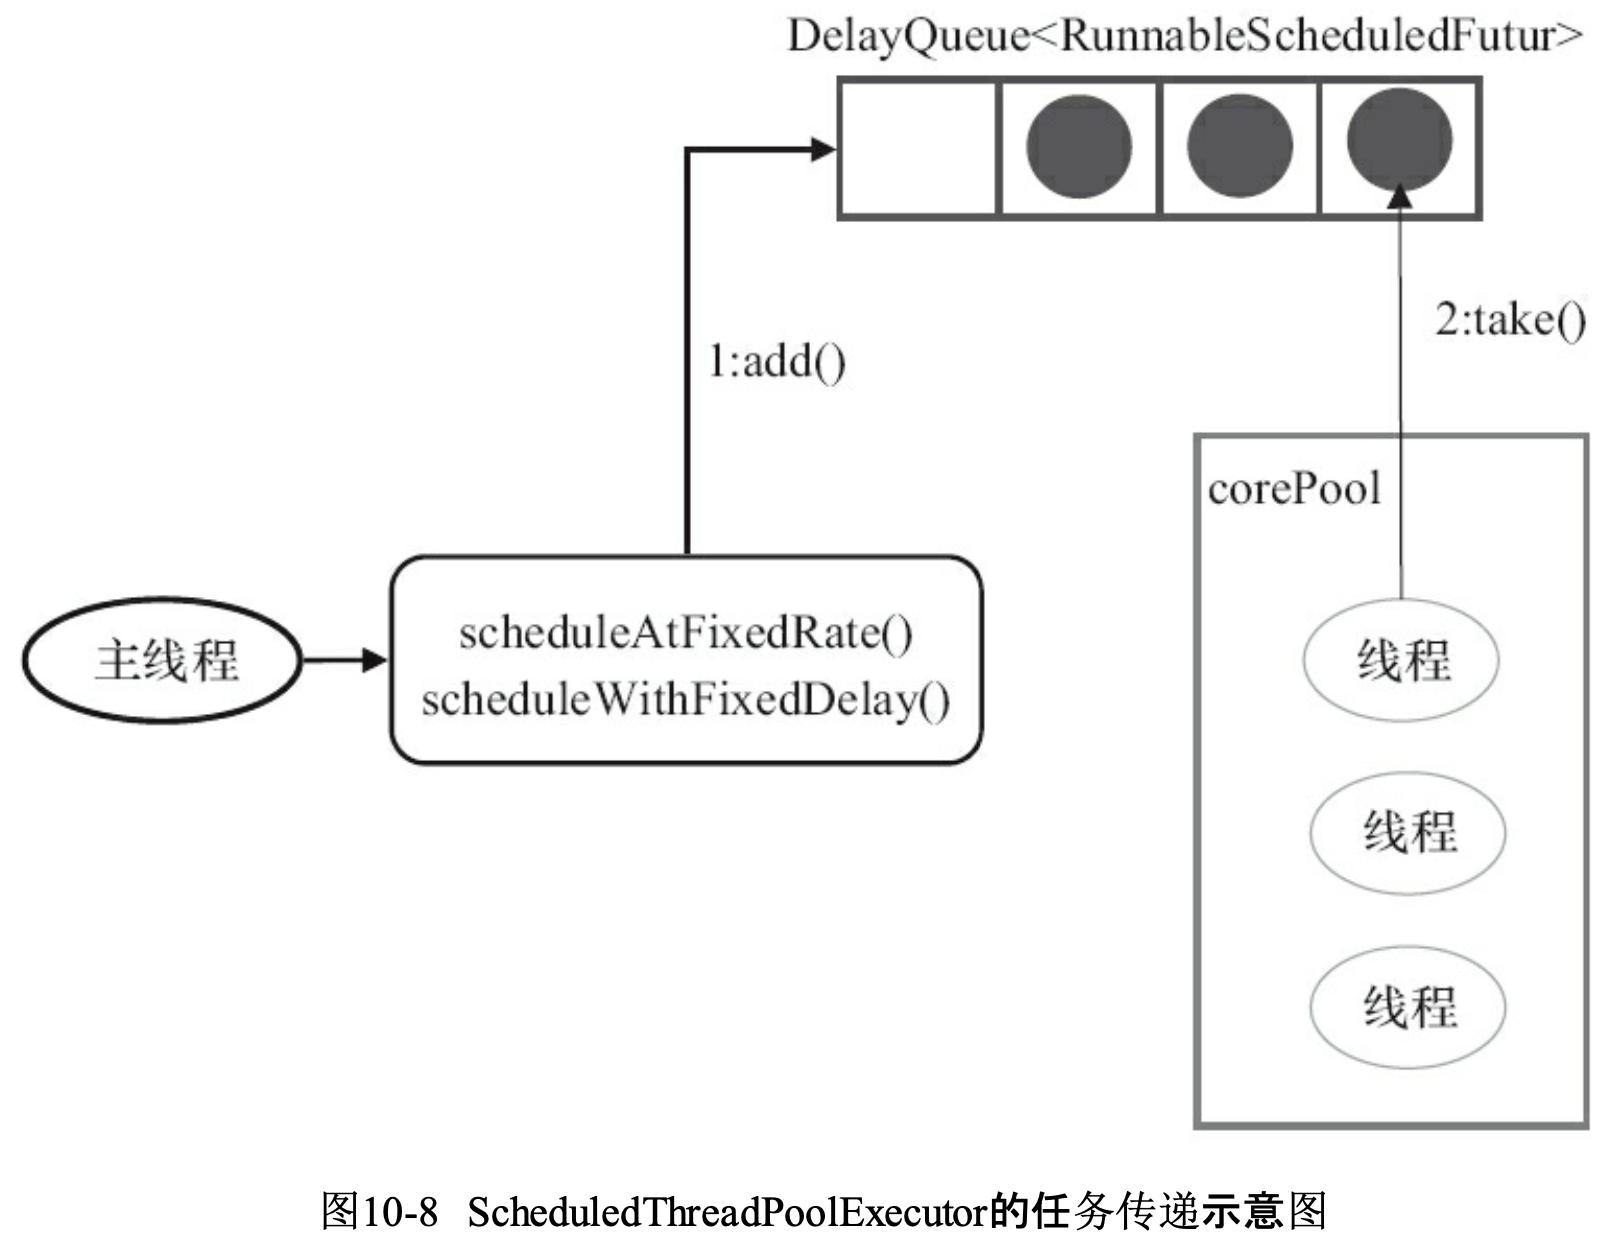 DelayQueue<RunnableScheduledFutur>
1:add()
2:take()
corePool
主线程
scheduleAtFixedRate()
scheduleWithFixedDelay()
线程
线程
线程
图10-8 ScheduledThreadPoolExecutor的任务传递示意图